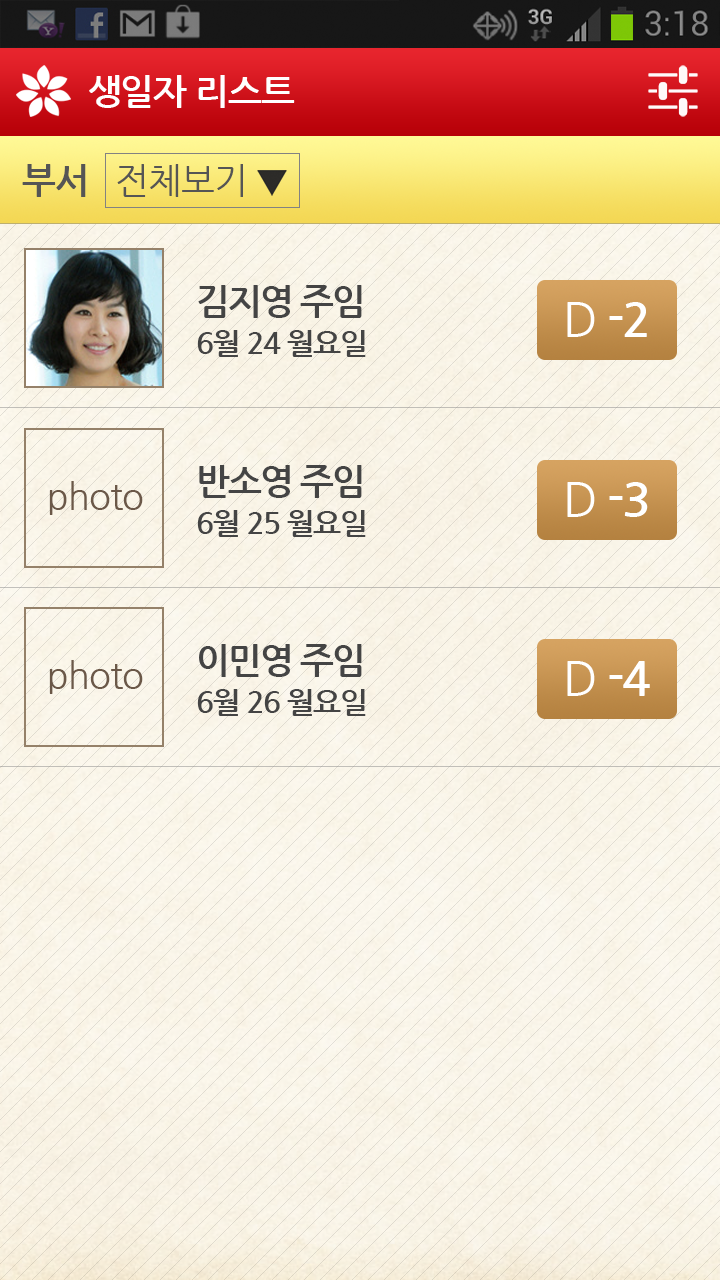 3G 3:18
생일자 리스트
부서 전체보기 ▼
김지영 주임
6월 24 월요일
D -2
photo
반소영 주임
6월 25 월요일
D -3
photo
이민영 주임
6월 26 월요일
D -4